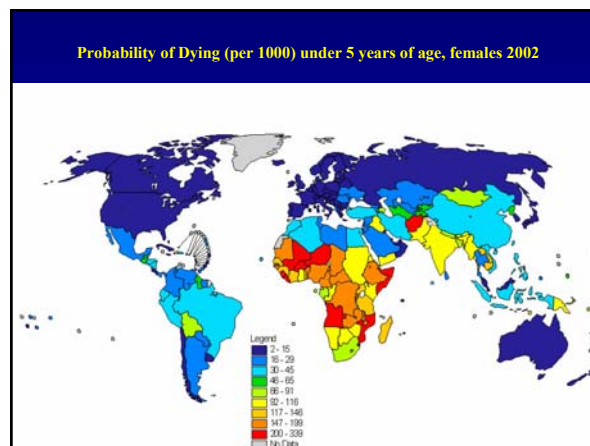 Probability of Dying (per 1000) under 5 years of age, females 2002
Legend
2 - 15
16 - 29
30 - 45
46 - 65
66 - 91
92 - 116
117 - 146
147 - 199
200 - 339
No Data